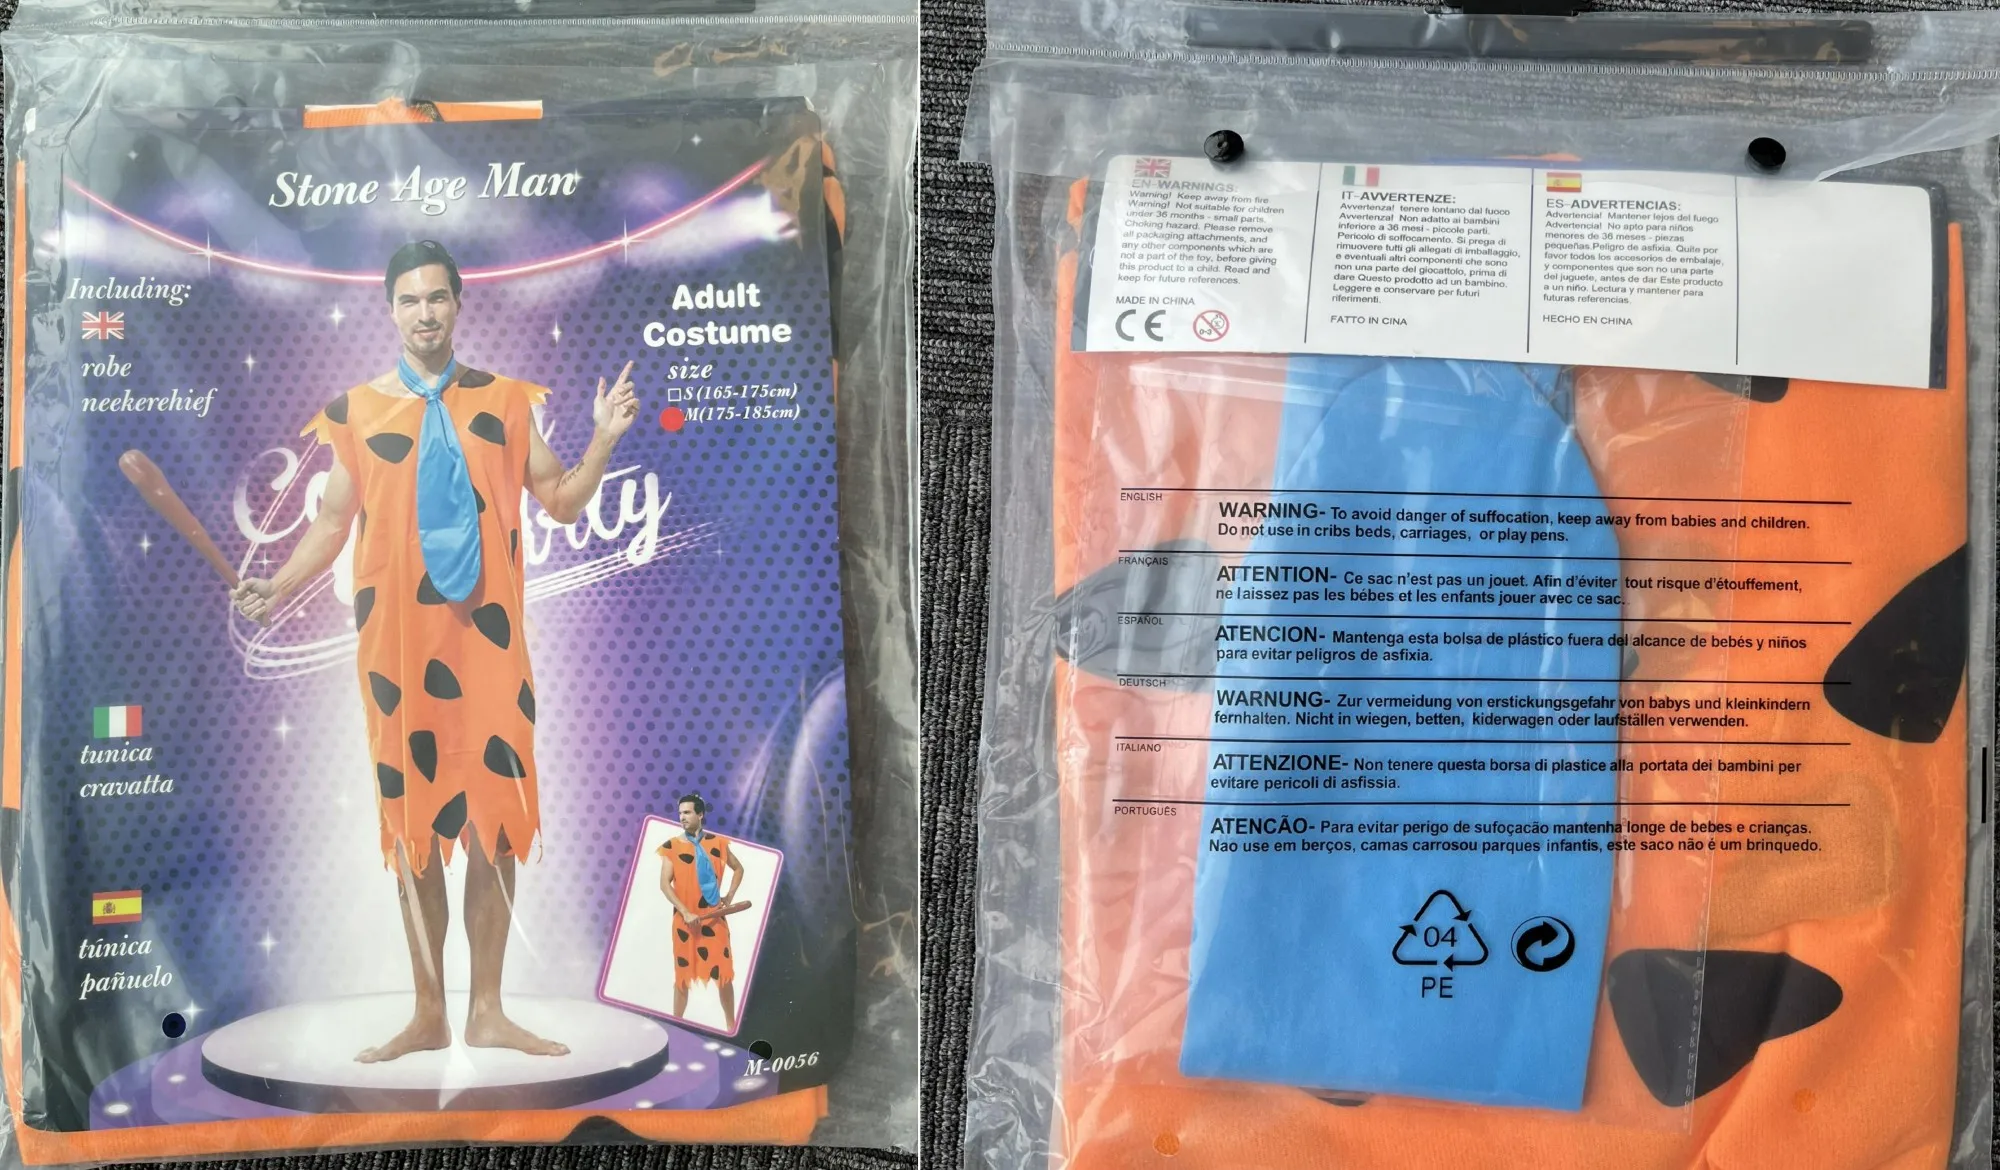 Stone Age Man
Including:
robe
neekerehief
Adult
Costume
size
S (165-175cm)
M(175-185cm)
tunica
cravatta
túnica
pañuelo
M-0056
EN-WARNINGS:
Warning! Keep away from fire
Warning! Not suitable for children
under 36 months - small parts.
Choking hazard. Please remove
all packaging attachments, and
any other components which are
not a part of the toy, before giving
this product to a child. Read and
keep for future references.
MADE IN CHINA
CE
0-3
IT-AVVERTENZE:
Avvertenza! tenere lontano dal fuoco
Avvertenza! Non adatto ai bambini
inferiore a 36 mesi - piccole parti.
Pericolo di soffocamento. Si prega di
rimuovere tutti gli allegati di imballaggio,
e eventuali altri componenti che sono
non una parte del giocattolo, prima di
dare Questo prodotto ad un bambino.
Leggere e conservare per futuri
riferimenti.
FATTO IN CINA
ES-ADVERTENCIAS:
Advertencia! Mantener lejos del fuego
Advertencia! No apto para niños
menores de 36 meses - piezas
pequeñas.Peligro de asfixia. Quite por
favor todos los accesorios de embalaje,
y componentes que son no una parte
del juguete, antes de dar Este producto
a un niño. Lectura y mantener para
futuras referencias.
HECHO EN CHINA
ENGLISH
WARNING- To avoid danger of suffocation, keep away from babies and children.
Do not use in cribs beds, carriages, or play pens.
FRANÇAIS
ATTENTION- Ce sac n'est pas un jouet. Afin d'éviter tout risque d'étouffement,
ne laissez pas les bébes et les enfants jouer avec ce sac.
ESPAÑOL
ATENCION- Mantenga esta bolsa de plástico fuera del alcance de bebés y niños
para evitar peligros de asfixia.
DEUTSCH
WARNUNG- Zur vermeidung von erstickungsgefahr von babys und kleinkindern
fernhalten. Nicht in wiegen, betten, kiderwagen oder laufställen verwenden.
ITALIANO
ATTENZIONE- Non tenere questa borsa di plastice alla portata dei bambini per
evitare pericoli di asfissia.
PORTUGUÊS
ATENCÃO- Para evitar perigo de sufoçacão mantenha longe de bebes e crianças.
Nao use em berços, camas carrosou parques infantis, este saco não é um brinquedo.
04
PE